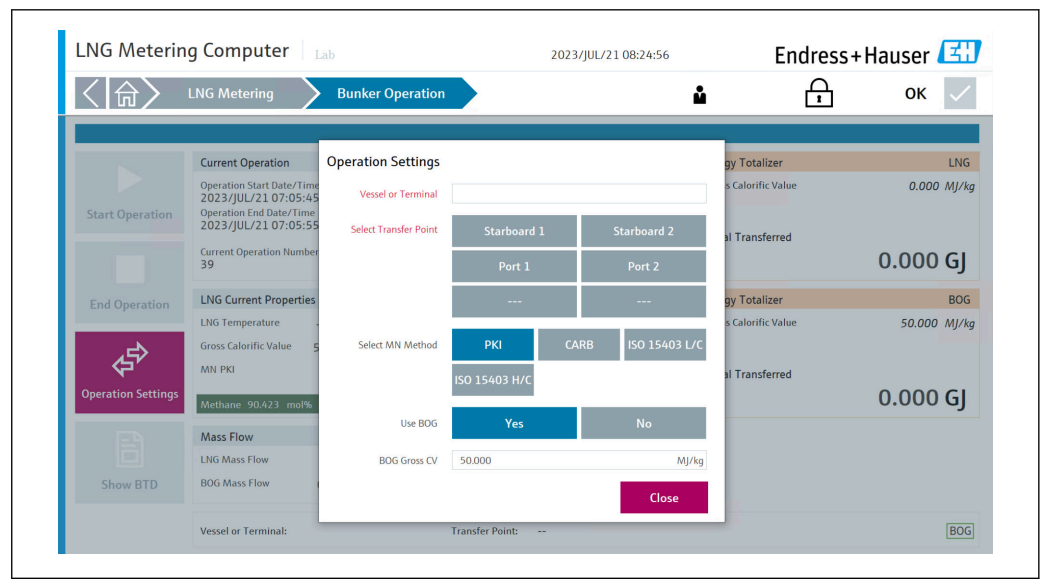 LNG Metering Computer
Lab
2023/JUL/21 08:24:56
Endress+Hauser
EH
LNG Metering
Bunker Operation
1
OK
Start Operation
End Operation
Operation Settings
Show BTD
Current Operation
Operation Start Date/Time
2023/JUL/21 07:05:45
Operation End Date/Time
2023/JUL/21 07:05:55
Current Operation Number
39
LNG Current Properties
LNG Temperature
Gross Calorific Value
MN PKI
Methane 90.423 mol%
Mass Flow
LNG Mass Flow
BOG Mass Flow
Operation Settings
Vessel or Terminal
Select Transfer Point
Starboard 1
Starboard 2
Port 1
Port 2
---
---
Select MN Method
PKI
CARB
ISO 15403 L/C
ISO 15403 H/C
Use BOG
Yes
No
BOG Gross CV
50.000
MJ/kg
Close
gy Totalizer
LNG
s Calorific Value
0.000 MJ/kg
al Transferred
0.000 GJ
gy Totalizer
BOG
s Calorific Value
50.000 MJ/kg
al Transferred
0.000 GJ
Vessel or Terminal:
Transfer Point: --
BOG